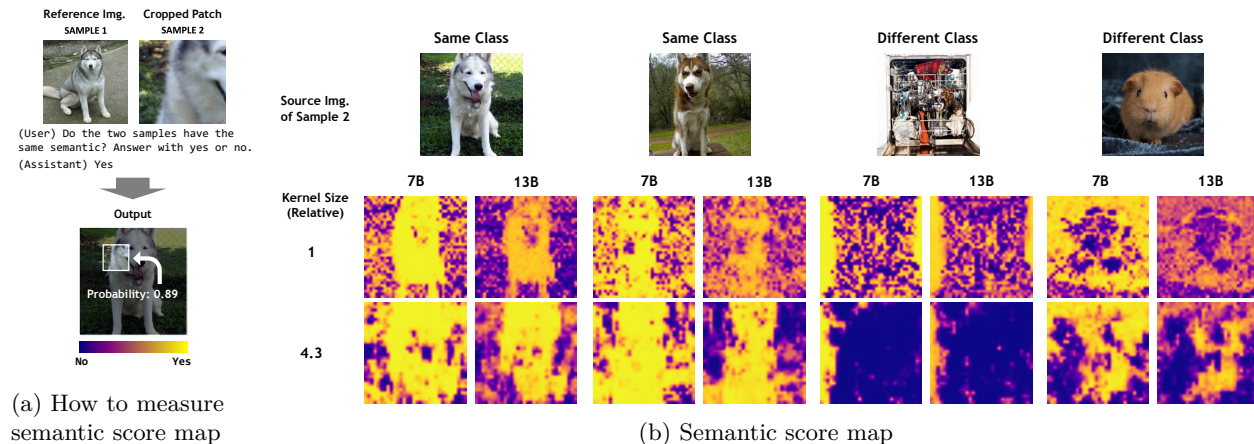 Reference Img.
SAMPLE 1
Cropped Patch
SAMPLE 2
(User) Do the two samples have the
same semantic? Answer with yes or no.
(Assistant) Yes
Output
Probability: 0.89
No
Yes
(a) How to measure
semantic score map
Same Class
Same Class
Different Class
Different Class
Source Img.
of Sample 2
Kernel Size
(Relative)
7B
13B
7B
13B
7B
13B
7B
13B
1
4.3
(b) Semantic score map